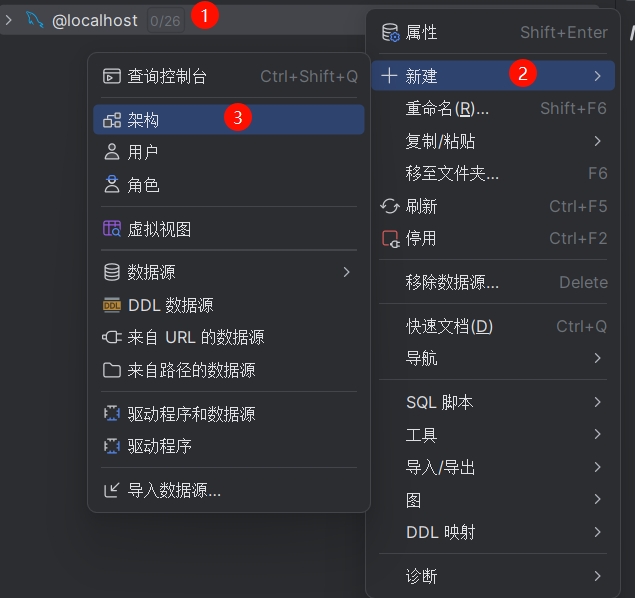 @localhost 0/26 1
查询控制台 Ctrl+Shift+Q
架构 3
用户
角色
虚拟视图
数据源
DDL 数据源
来自 URL 的数据源
来自路径的数据源
驱动程序和数据源
驱动程序
导入数据源...
属性 Shift+Enter
新建 2
重命名(R)... Shift+F6
复制/粘贴
移至文件夹... F6
刷新 Ctrl+F5
停用 Ctrl+F2
移除数据源... Delete
快速文档(D) Ctrl+Q
导航
SQL 脚本
工具
导入/导出
图
DDL 映射
诊断